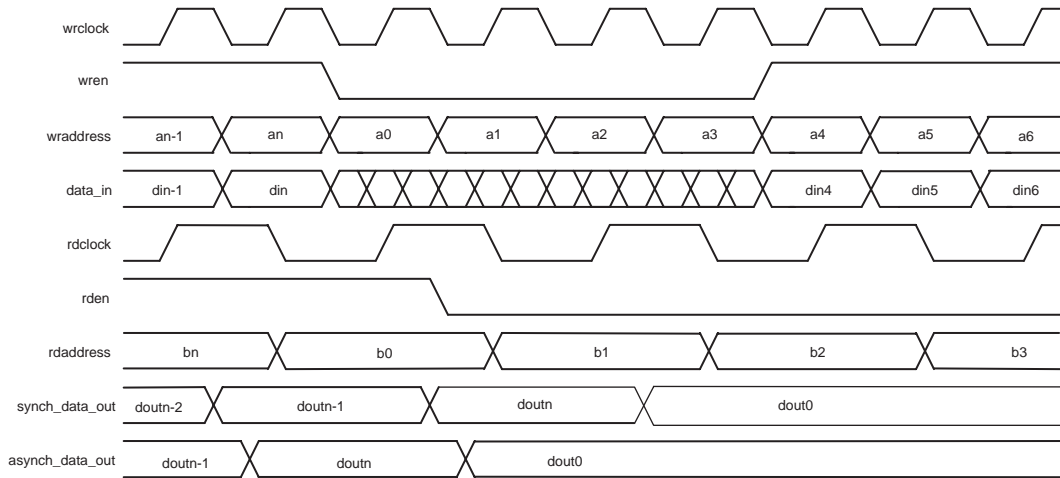 wrclock
wren
wraddress an-1 an a0 a1 a2 a3 a4 a5 a6
data_in din-1 din din4 din5 din6
rdclock
rden
rdaddress bn b0 b1 b2 b3
synch_data_out doutn-2 doutn-1 doutn dout0
asynch_data_out doutn-1 doutn dout0